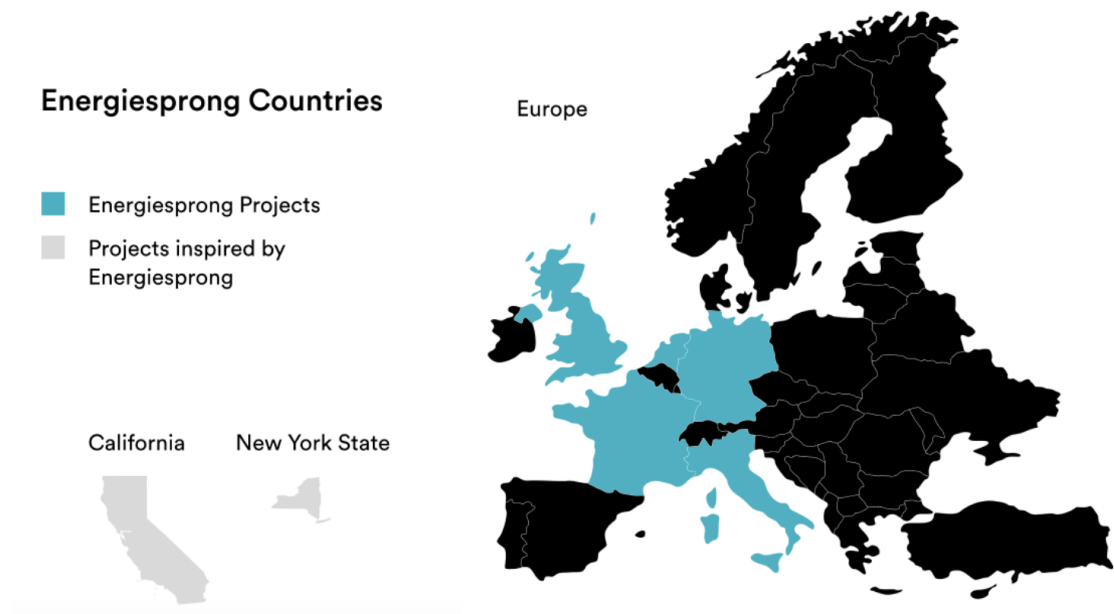 Energiesprong Countries
Europe
Energiesprong Projects
Projects inspired by
Energiesprong
California
New York State